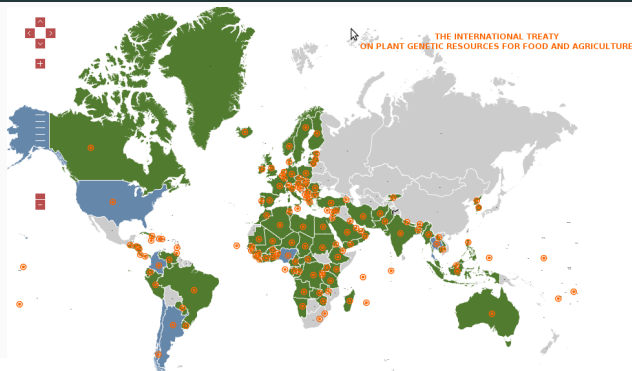 THE INTERNATIONAL TREATY
ON PLANT GENETIC RESOURCES FOR FOOD AND AGRICULTURE